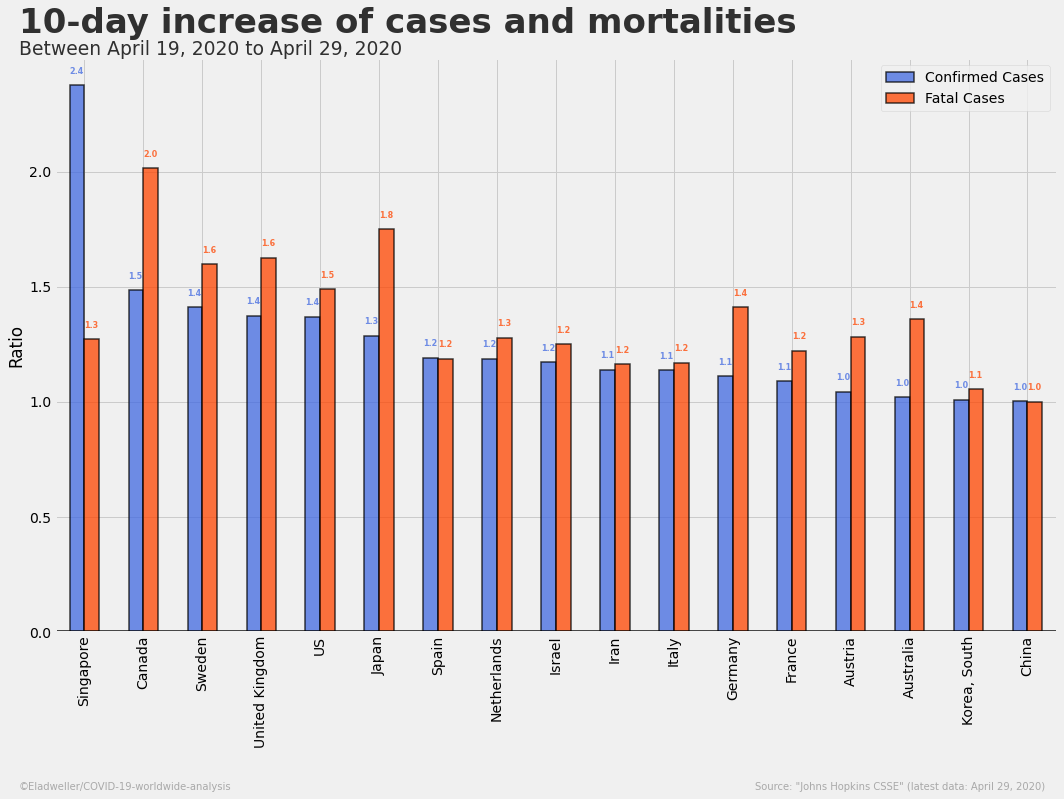 10-day increase of cases and mortalities
Between April 19, 2020 to April 29, 2020
Confirmed Cases
Fatal Cases
Ratio
2.0
1.5
1.0
0.5
0.0
2.4 1.3
1.5 2.0
1.4 1.6
1.4 1.6
1.4 1.5
1.3 1.8
1.2 1.2
1.2 1.3
1.2 1.2
1.1 1.2
1.1 1.2
1.1 1.4
1.1 1.2
1.0 1.3
1.0 1.4
1.0 1.1
1.0 1.0
Singapore
Canada
Sweden
United Kingdom
US
Japan
Spain
Netherlands
Israel
Iran
Italy
Germany
France
Austria
Australia
Korea, South
China
©Eladweller/COVID-19-worldwide-analysis
Source: "Johns Hopkins CSSE" (latest data: April 29, 2020)